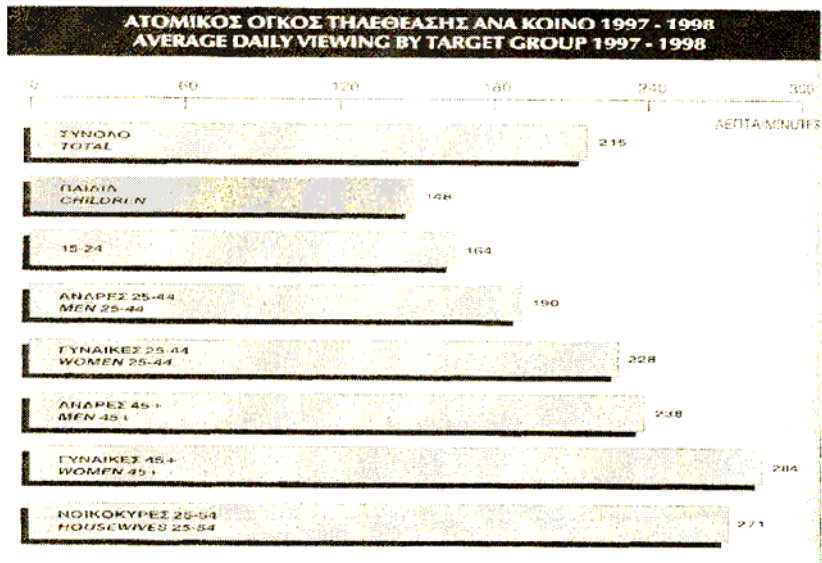 ΑΤΟΜΙΚΟΣ ΟΓΚΟΣ ΤΗΛΕΘΕΑΣΗΣ ΑΝΑ ΚΟΙΝΟ 1997 - 1998
AVERAGE DAILY VIEWING BY TARGET GROUP 1997 - 1998
0 60 120 180 240 300
ΛΕΠΤΑ/MINUTES
ΣΥΝΟΛΟ
TOTAL
215
ΠΑΙΔΙΑ
CHILDREN
148
15-24
164
ΑΝΔΡΕΣ 25-44
MEN 25-44
190
ΓΥΝΑΙΚΕΣ 25-44
WOMEN 25-44
228
ΑΝΔΡΕΣ 45+
MEN 45+
238
ΓΥΝΑΙΚΕΣ 45+
WOMEN 45+
284
ΝΟΙΚΟΚΥΡΕΣ 25-54
HOUSEWIVES 25-54
271